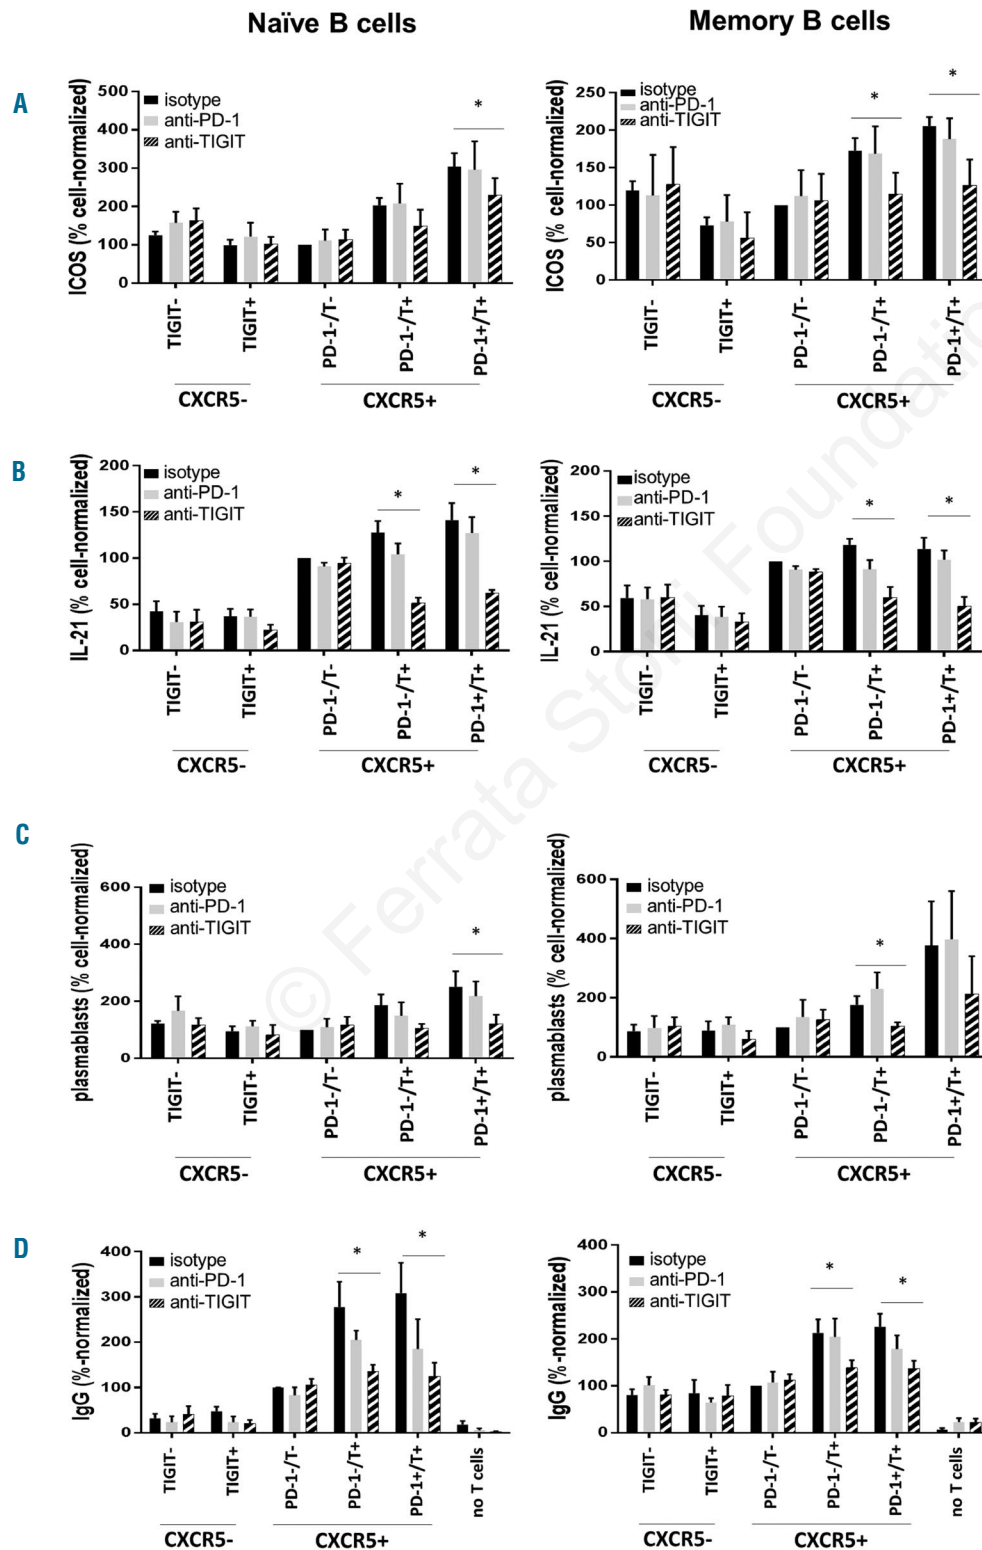 Naïve B cells
Memory B cells
A
ICOS (% cell-normalized)
500
400
300
200
100
0
isotype
anti-PD-1
anti-TIGIT
*
TIGIT-
TIGIT+
PD-1-/T-
PD-1-/T+
PD-1+/T+
CXCR5-
CXCR5+
ICOS (% cell-normalized)
250
200
150
100
50
0
isotype
anti-PD-1
anti-TIGIT
*
*
TIGIT-
TIGIT+
PD-1-/T-
PD-1-/T+
PD-1+/T+
CXCR5-
CXCR5+
B
IL-21 (% cell-normalized)
200
150
100
50
0
isotype
anti-PD-1
anti-TIGIT
*
*
TIGIT-
TIGIT+
PD-1-/T-
PD-1-/T+
PD-1+/T+
CXCR5-
CXCR5+
IL-21 (% cell-normalized)
200
150
100
50
0
isotype
anti-PD-1
anti-TIGIT
*
*
TIGIT-
TIGIT+
PD-1-/T-
PD-1-/T+
PD-1+/T+
CXCR5-
CXCR5+
C
plasmablasts (% cell-normalized)
600
400
200
0
isotype
anti-PD-1
anti-TIGIT
*
TIGIT-
TIGIT+
PD-1-/T-
PD-1-/T+
PD-1+/T+
CXCR5-
CXCR5+
plasmablasts (% cell-normalized)
600
400
200
0
isotype
anti-PD-1
anti-TIGIT
*
TIGIT-
TIGIT+
PD-1-/T-
PD-1-/T+
PD-1+/T+
CXCR5-
CXCR5+
D
IgG (%-normalized)
400
300
200
100
0
isotype
anti-PD-1
anti-TIGIT
*
*
TIGIT-
TIGIT+
PD-1-/T-
PD-1-/T+
PD-1+/T+
no T cells
CXCR5-
CXCR5+
IgG (%-normalized)
400
300
200
100
0
isotype
anti-PD-1
anti-TIGIT
*
*
TIGIT-
TIGIT+
PD-1-/T-
PD-1-/T+
PD-1+/T+
no T cells
CXCR5-
CXCR5+
© Ferrata Storti